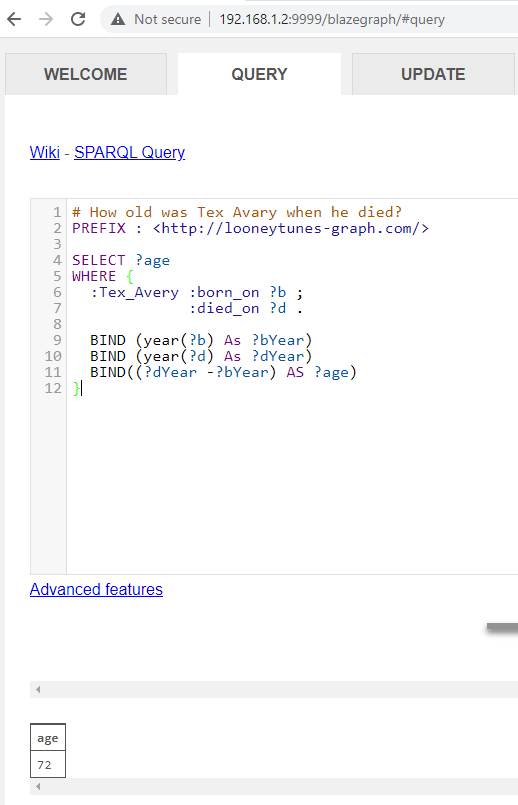 Not secure | 192.168.1.2:9999/blazegraph/#query
WELCOME QUERY UPDATE
Wiki - SPARQL Query
1 # How old was Tex Avary when he died?
2 PREFIX : <http://looneytunes-graph.com/>
3
4 SELECT ?age
5 WHERE {
6   :Tex_Avery :born_on ?b ;
7              :died_on ?d .
8
9   BIND (year(?b) As ?bYear)
10   BIND (year(?d) As ?dYear)
11   BIND((?dYear -?bYear) AS ?age)
12 }
Advanced features
age
72